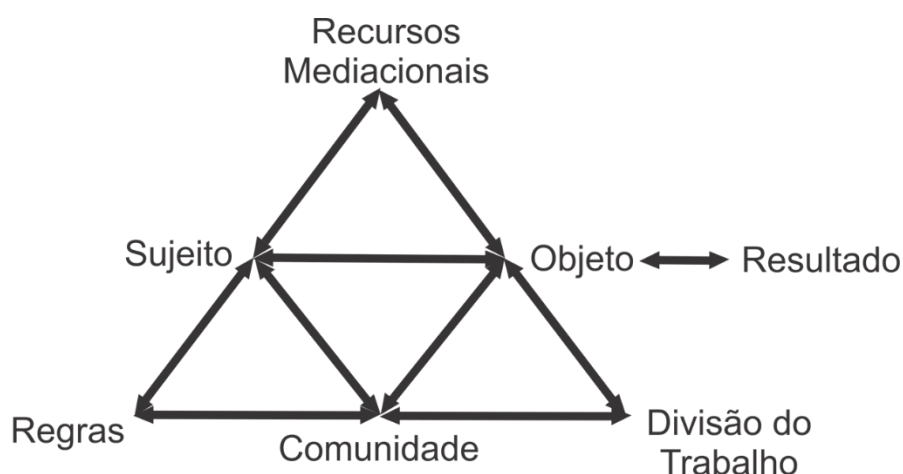 Recursos
Mediacionais
Sujeito
Objeto
Resultado
Regras
Comunidade
Divisão do
Trabalho